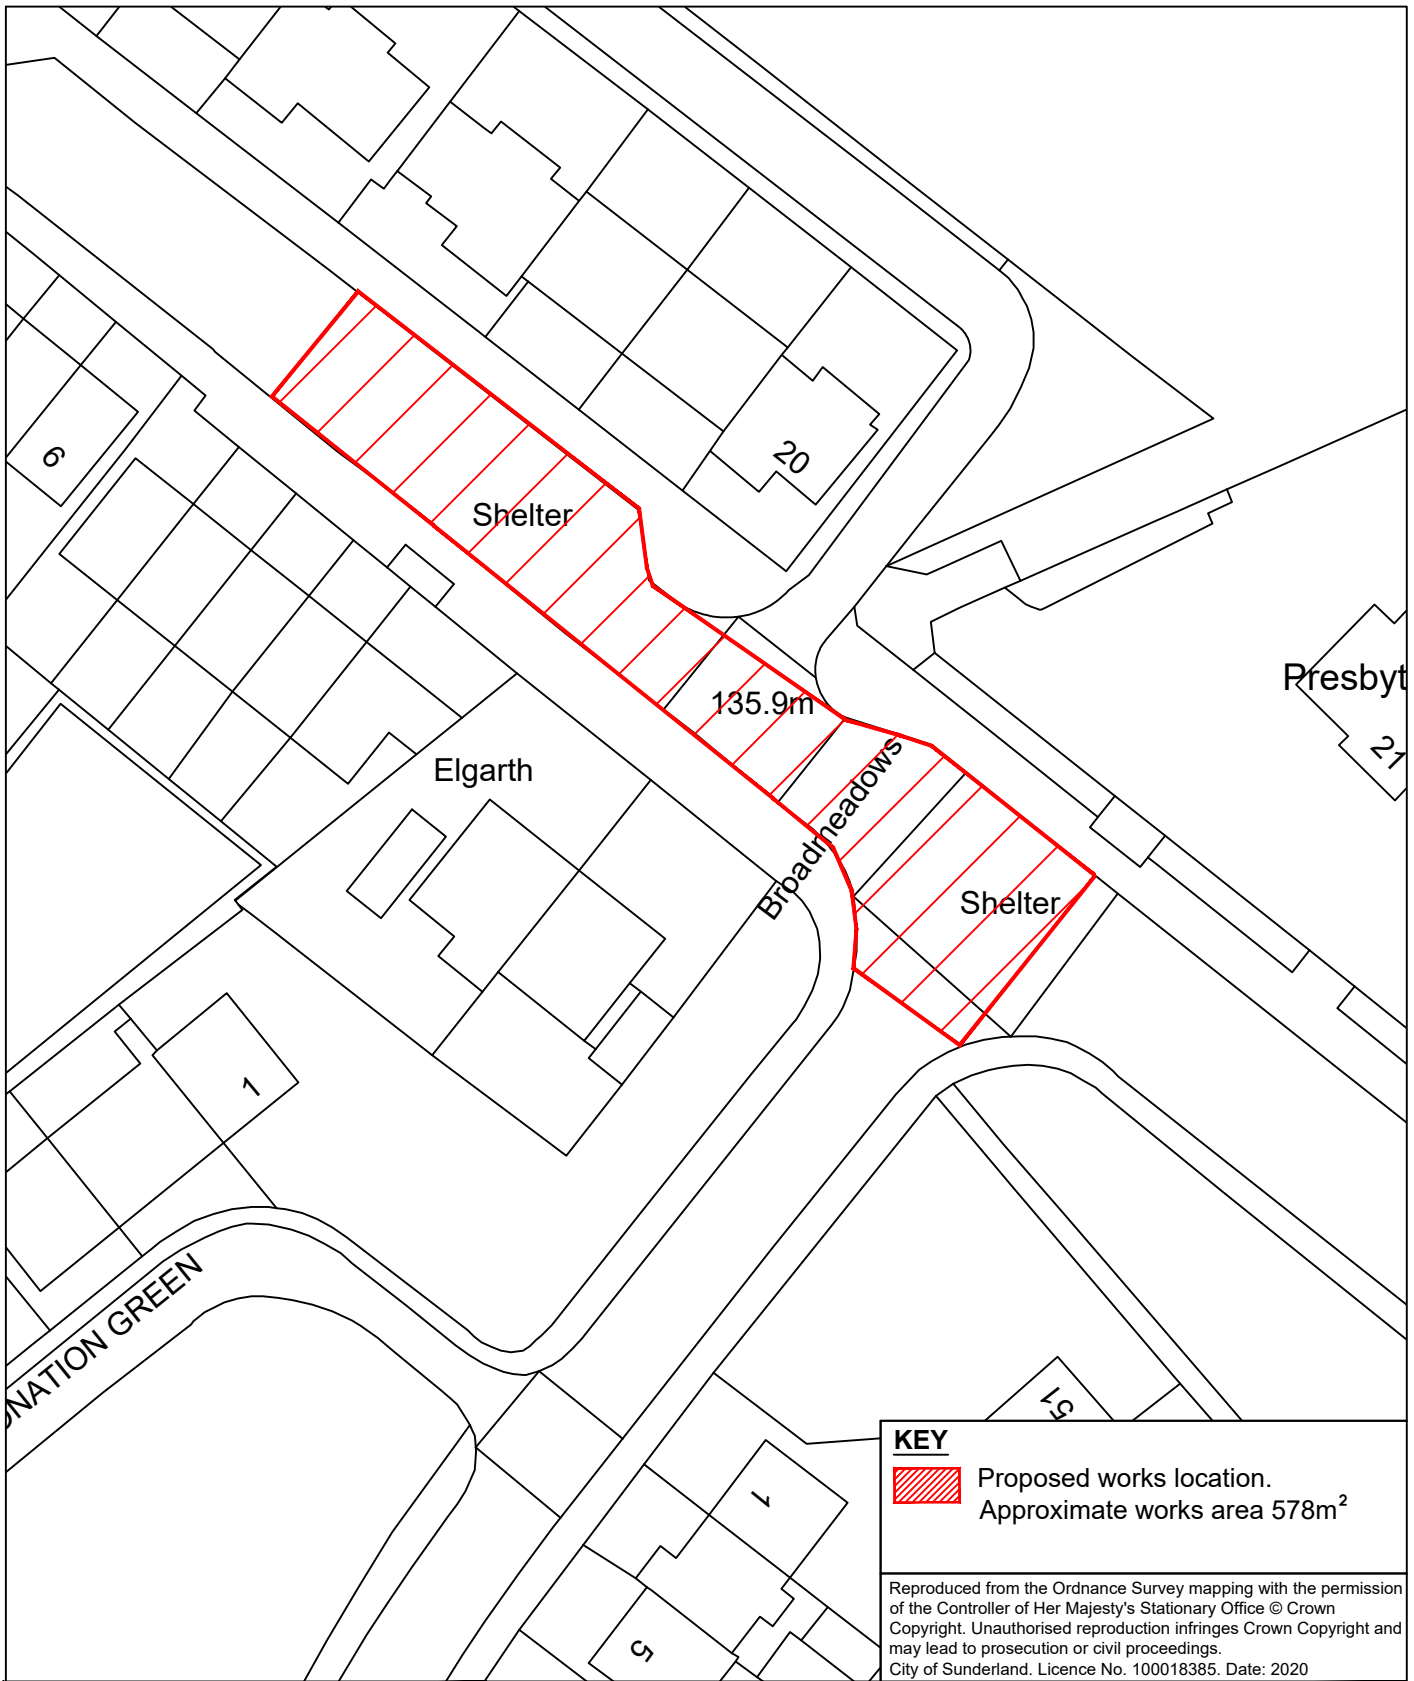 6
20
Shelter
135.9m
Presbyt
21
Elgarth
Broadmeadows
Shelter
1
ONATION GREEN
51
1
5
KEY
Proposed works location.
Approximate works area 578m²
Reproduced from the Ordnance Survey mapping with the permission
of the Controller of Her Majesty's Stationary Office © Crown
Copyright. Unauthorised reproduction infringes Crown Copyright and
may lead to prosecution or civil proceedings.
City of Sunderland. Licence No. 100018385. Date: 2020